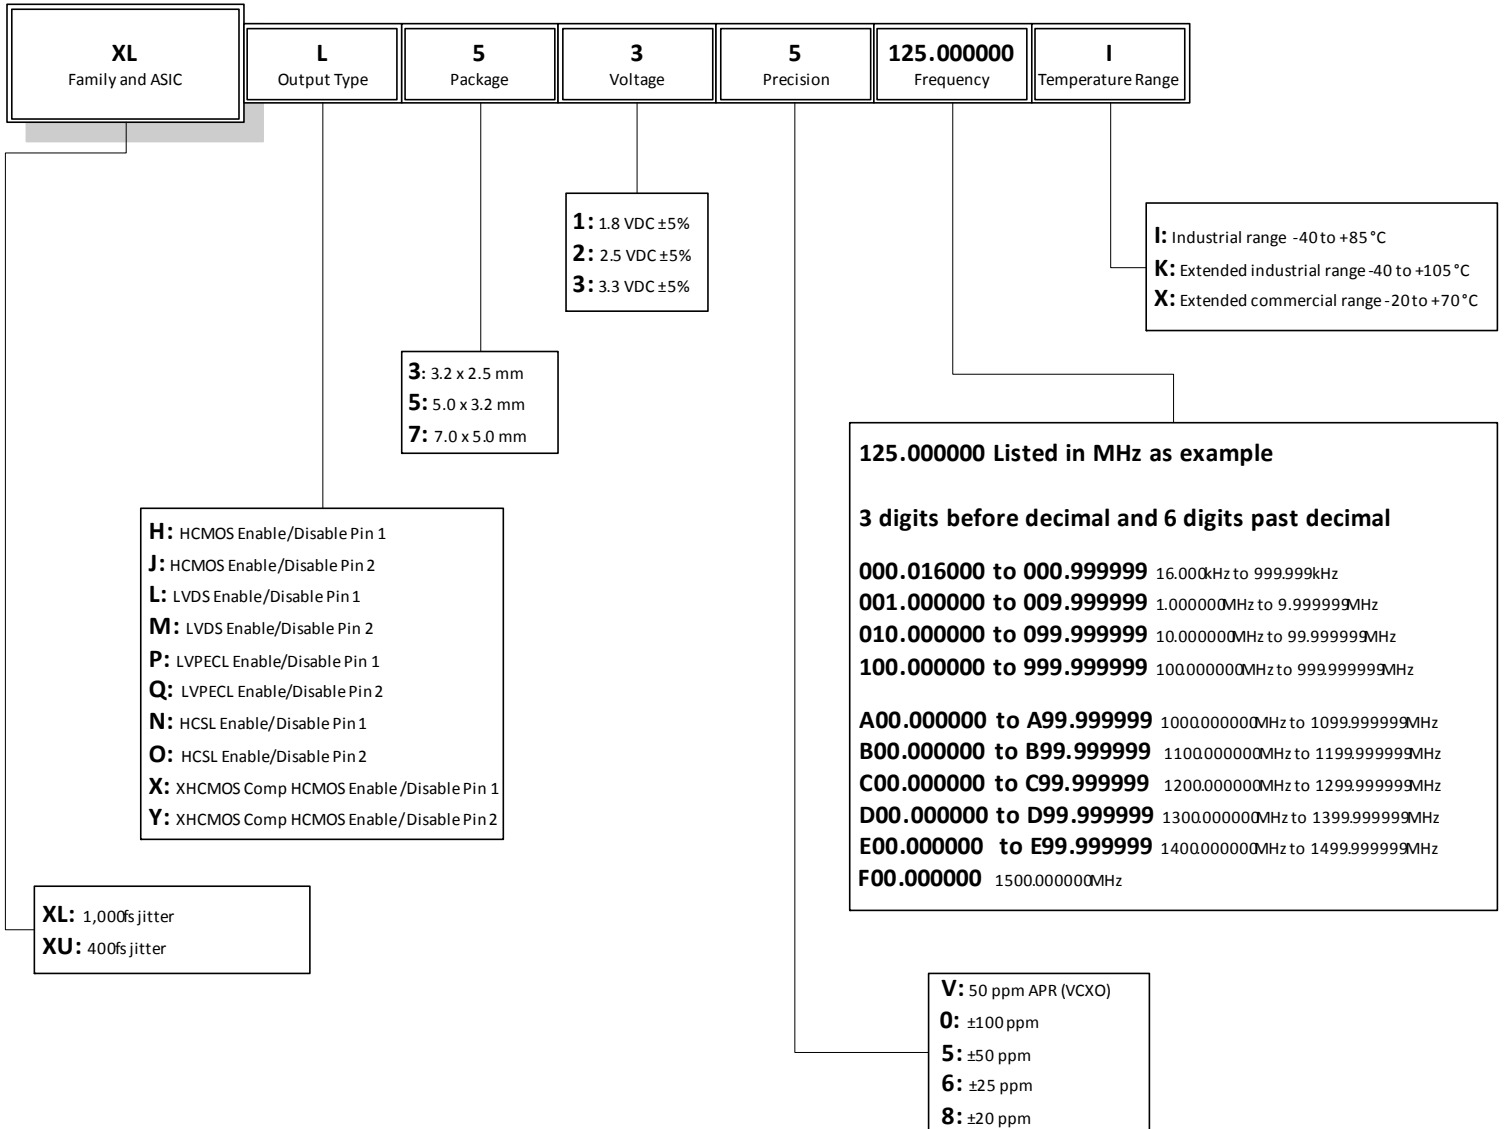 XL
Family and ASIC
L
Output Type
5
Package
3
Voltage
5
Precision
125.000000
Frequency
I
Temperature Range
1: 1.8 VDC ±5%
2: 2.5 VDC ±5%
3: 3.3 VDC ±5%
I: Industrial range -40 to +85°C
K: Extended industrial range -40 to +105°C
X: Extended commercial range -20 to +70°C
3: 3.2 x 2.5 mm
5: 5.0 x 3.2 mm
7: 7.0 x 5.0 mm
125.000000 Listed in MHz as example
3 digits before decimal and 6 digits past decimal
000.016000 to 000.999999 16.000kHz to 999.999kHz
001.000000 to 009.999999 1.000000MHz to 9.999999MHz
010.000000 to 099.999999 10.000000MHz to 99.999999MHz
100.000000 to 999.999999 100.000000MHz to 999.999999MHz
A00.000000 to A99.999999 1000.000000MHz to 1099.999999MHz
B00.000000 to B99.999999 1100.000000MHz to 1199.999999MHz
C00.000000 to C99.999999 1200.000000MHz to 1299.999999MHz
D00.000000 to D99.999999 1300.000000MHz to 1399.999999MHz
E00.000000 to E99.999999 1400.000000MHz to 1499.999999MHz
F00.000000 1500.000000MHz
H: HCMOS Enable/Disable Pin 1
J: HCMOS Enable/Disable Pin 2
L: LVDS Enable/Disable Pin 1
M: LVDS Enable/Disable Pin 2
P: LVPECL Enable/Disable Pin 1
Q: LVPECL Enable/Disable Pin 2
N: HCSL Enable/Disable Pin 1
O: HCSL Enable/Disable Pin 2
X: XHCMOS Comp HCMOS Enable/Disable Pin 1
Y: XHCMOS Comp HCMOS Enable/Disable Pin 2
XL: 1,000fs jitter
XU: 400fs jitter
V: 50 ppm APR (VCXO)
0: ±100 ppm
5: ±50 ppm
6: ±25 ppm
8: ±20 ppm